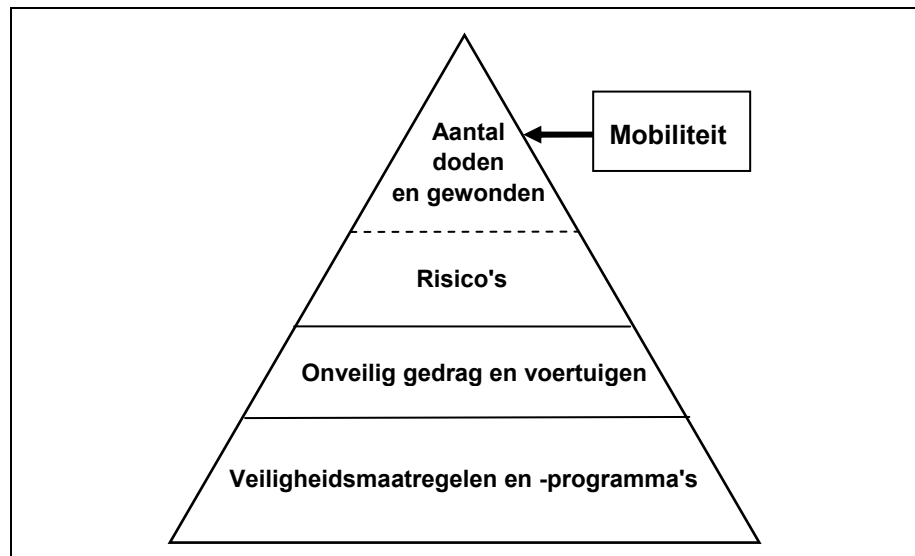 Aantal
doden
en gewonden
Mobiliteit
Risico's
Onveilig gedrag en voertuigen
Veiligheidsmaatregelen en -programma's